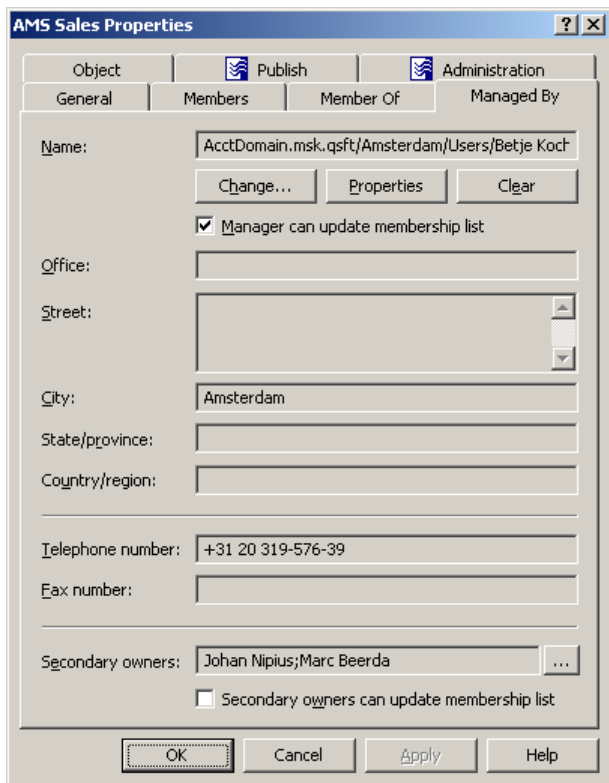 AMS Sales Properties
Object Publish Administration
General Members Member Of Managed By
Name: AcctDomain.msk.qsft/Amsterdam/Users/Betje Koch
Change... Properties Clear
Manager can update membership list
Office:
Street:
City: Amsterdam
State/province:
Country/region:
Telephone number: +31 20 319-576-39
Fax number:
Secondary owners: Johan Nipius;Marc Beerda ...
Secondary owners can update membership list
OK Cancel Apply Help